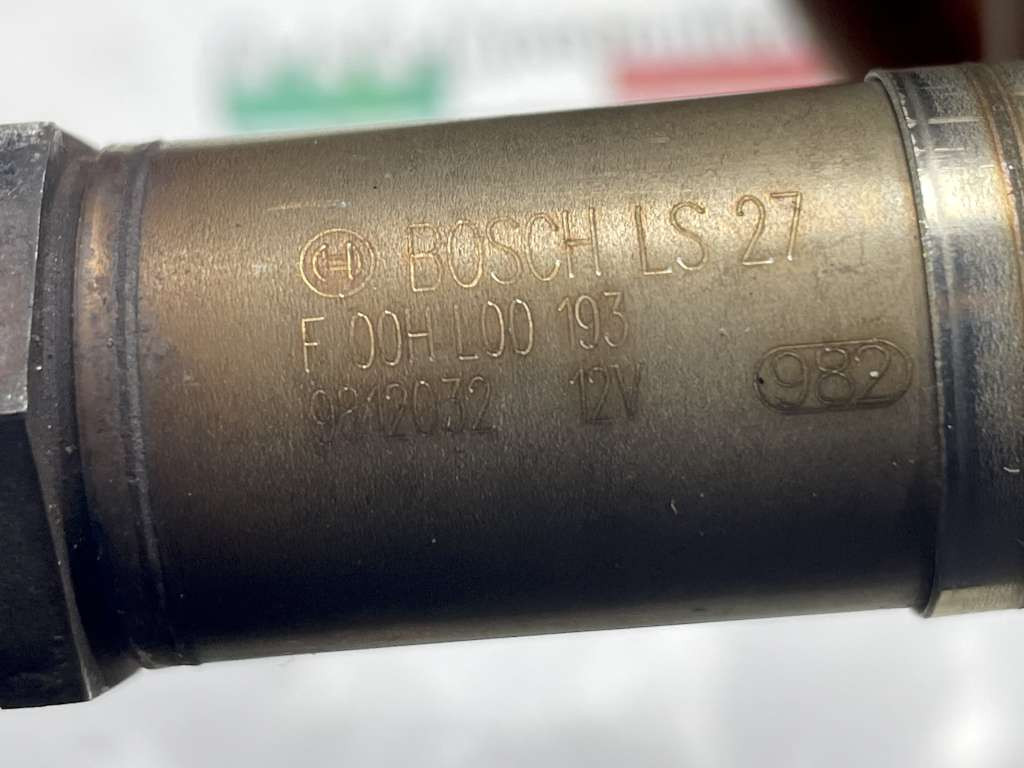 BOSCH LS 27
F 00H L00 193
9812032 12V
982